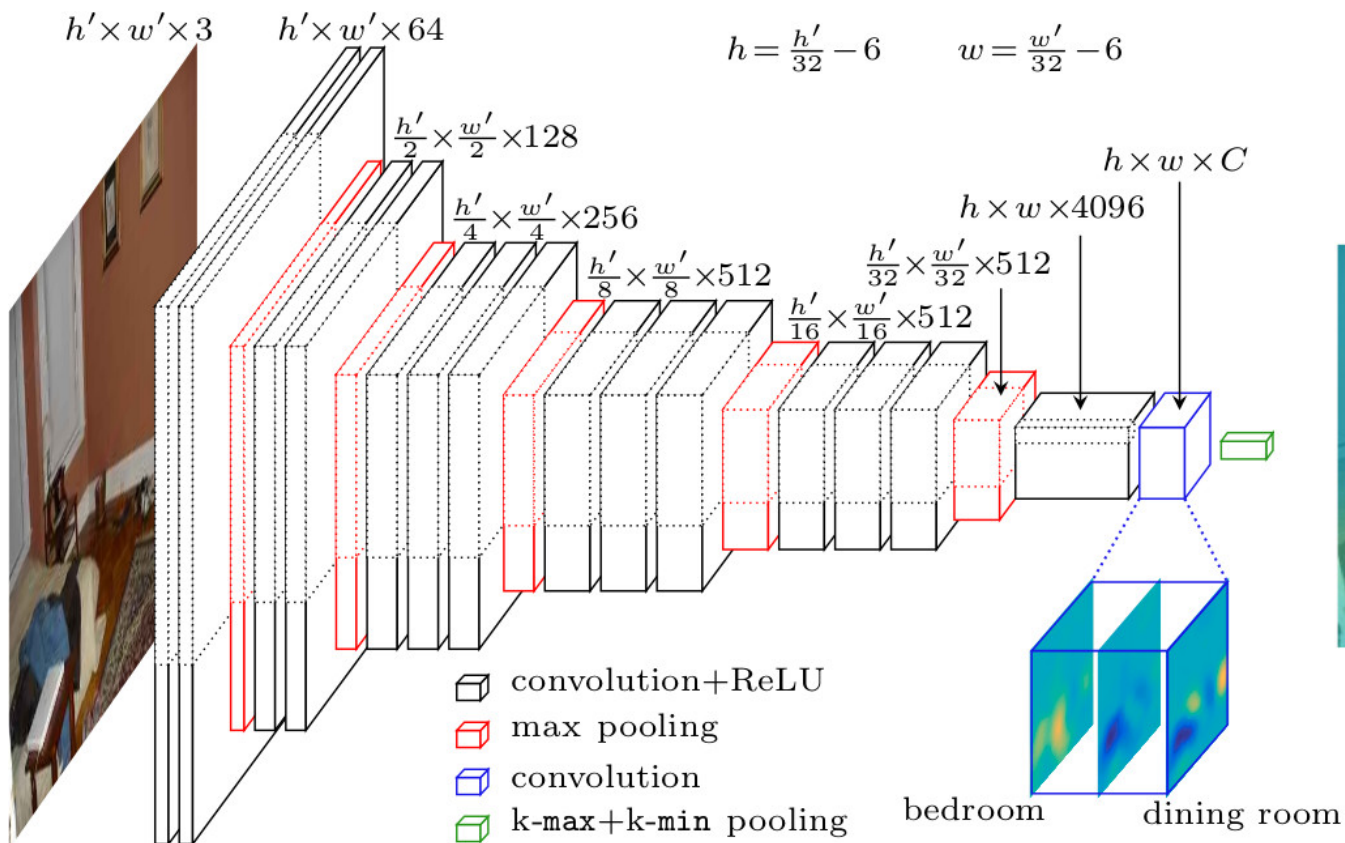 h′×w′×3
h′×w′×64
h=h′/32−6
w=w′/32−6
h′/2×w′/2×128
h′/4×w′/4×256
h′/8×w′/8×512
h′/16×w′/16×512
h′/32×w′/32×512
h×w×4096
h×w×C
convolution+ReLU
max pooling
convolution
k-max+k-min pooling
bedroom
dining room